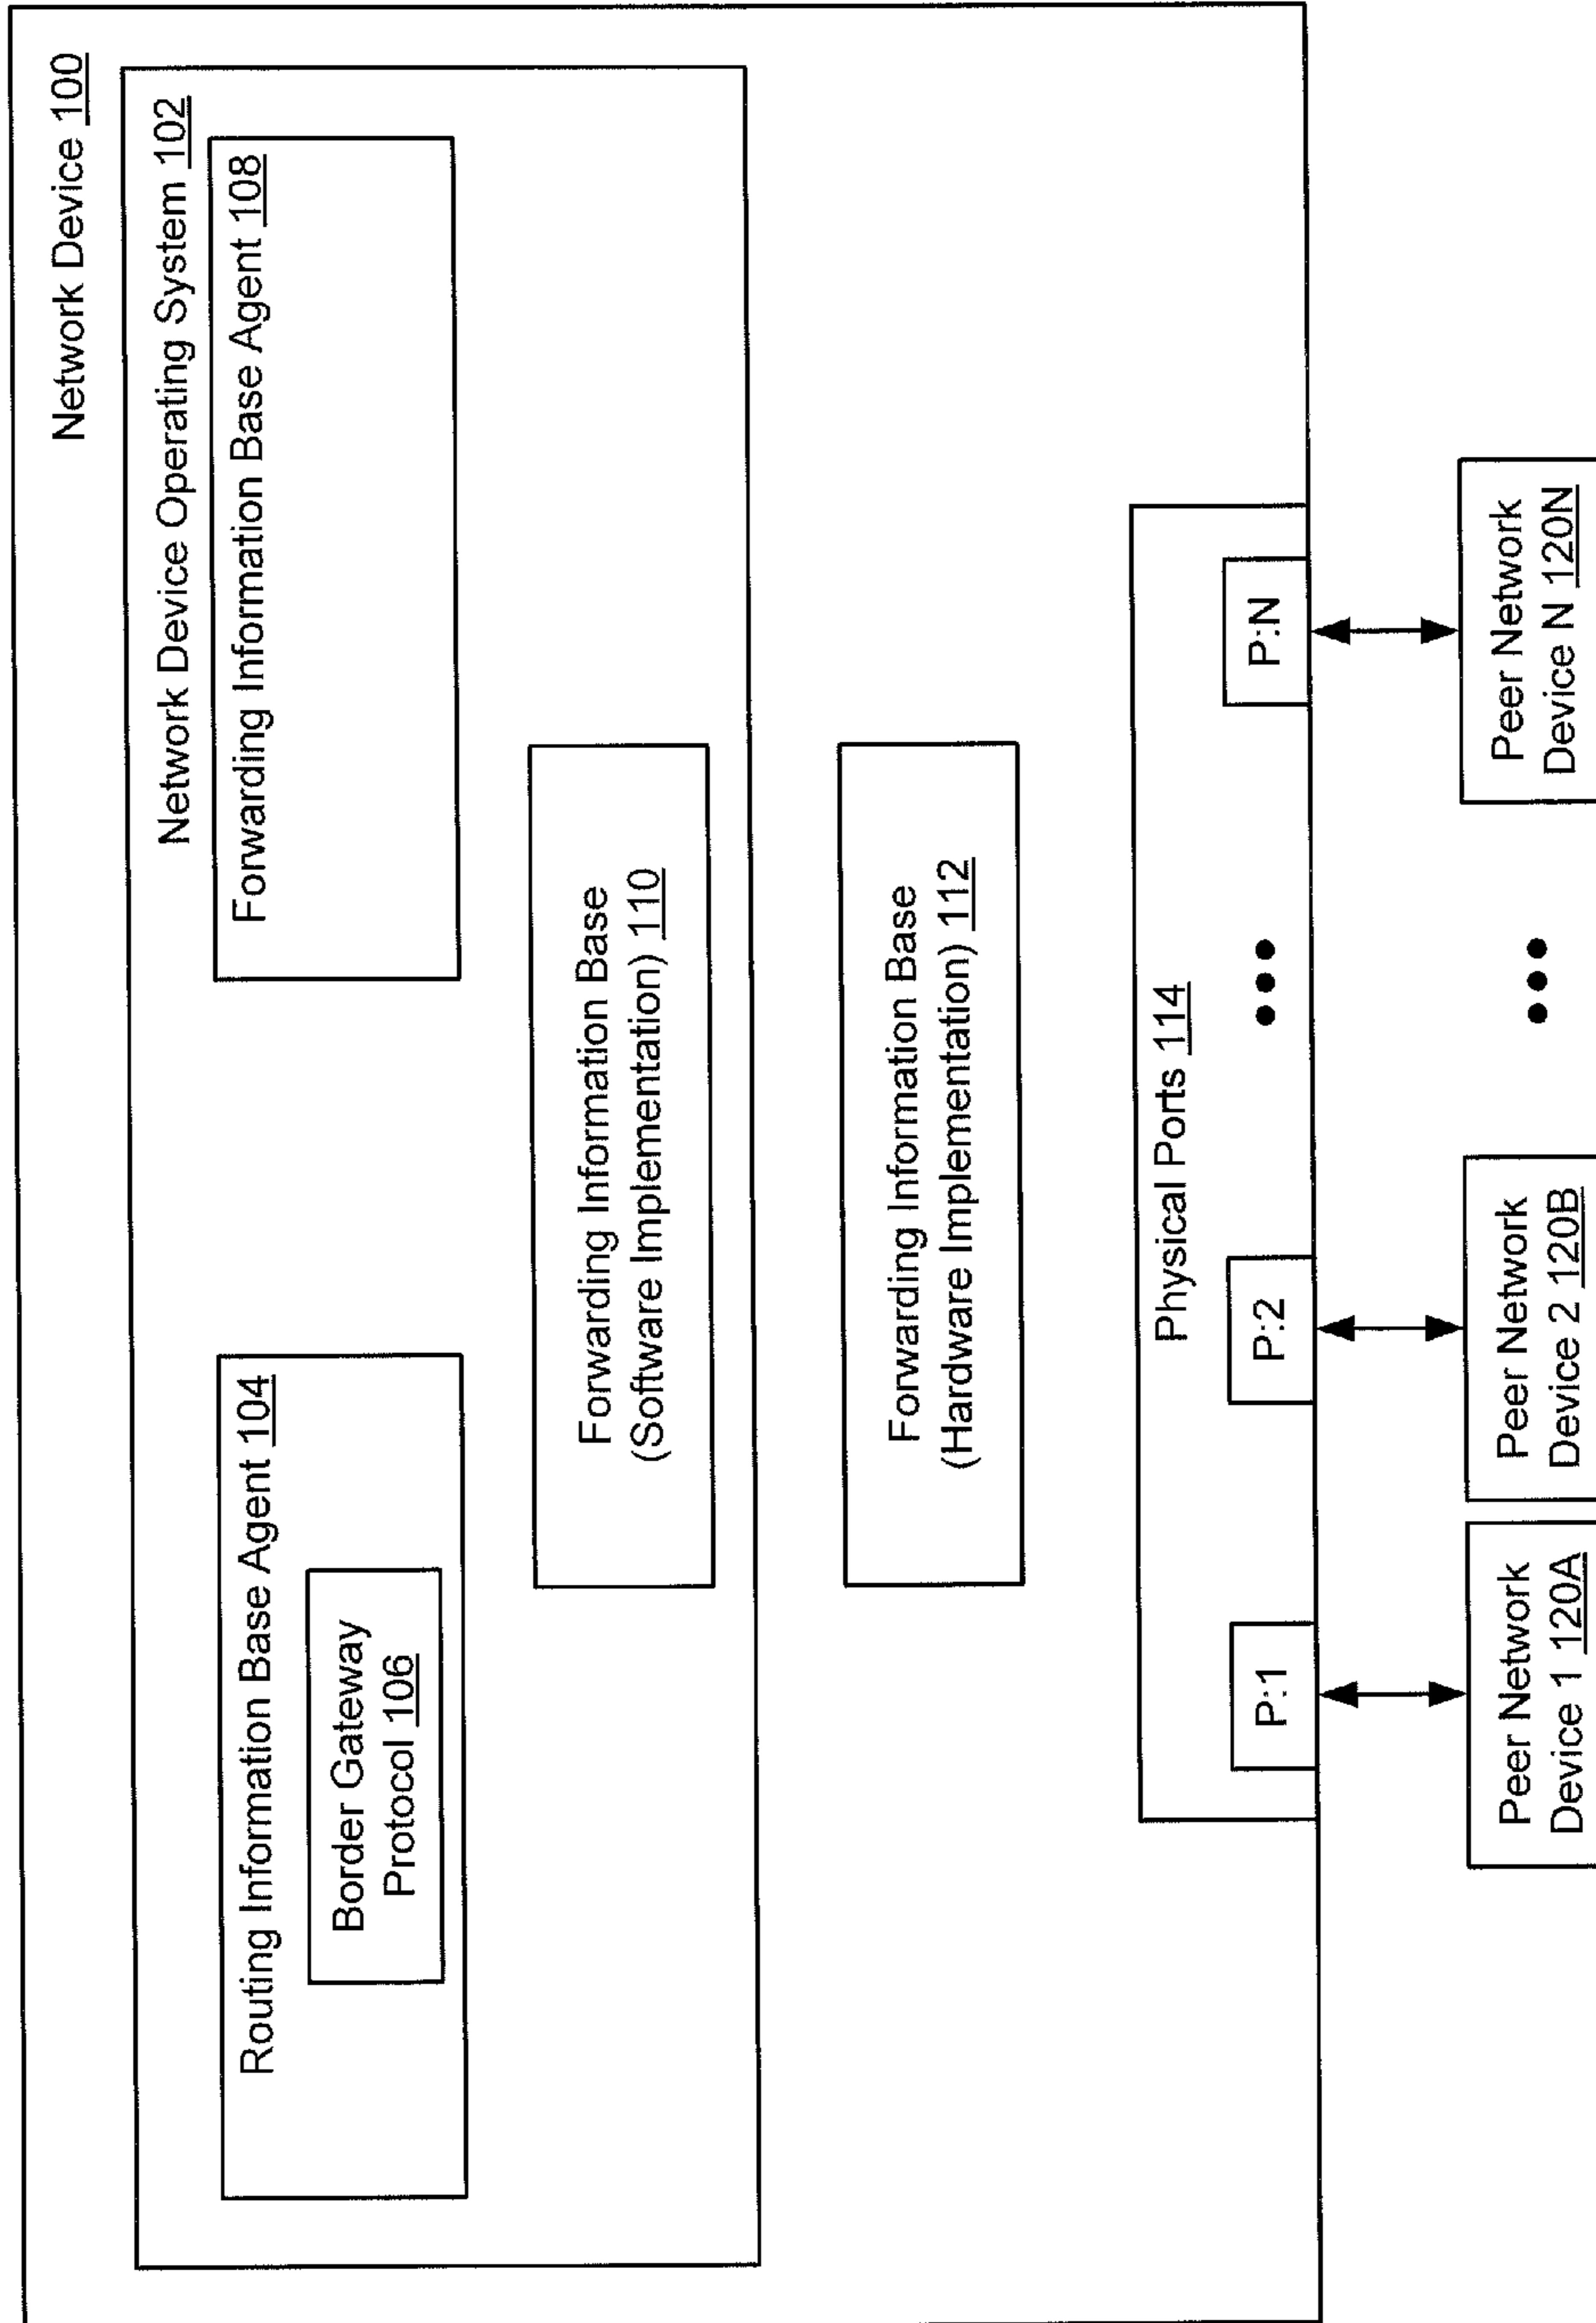 Network Device 100
Network Device Operating System 102
Routing Information Base Agent 104
Border Gateway
Protocol 106
Forwarding Information Base Agent 108
Forwarding Information Base
(Software Implementation) 110
Forwarding Information Base
(Hardware Implementation) 112
Physical Ports 114
P:1
P:2
P:N
Peer Network
Device 1 120A
Peer Network
Device 2 120B
Peer Network
Device N 120N